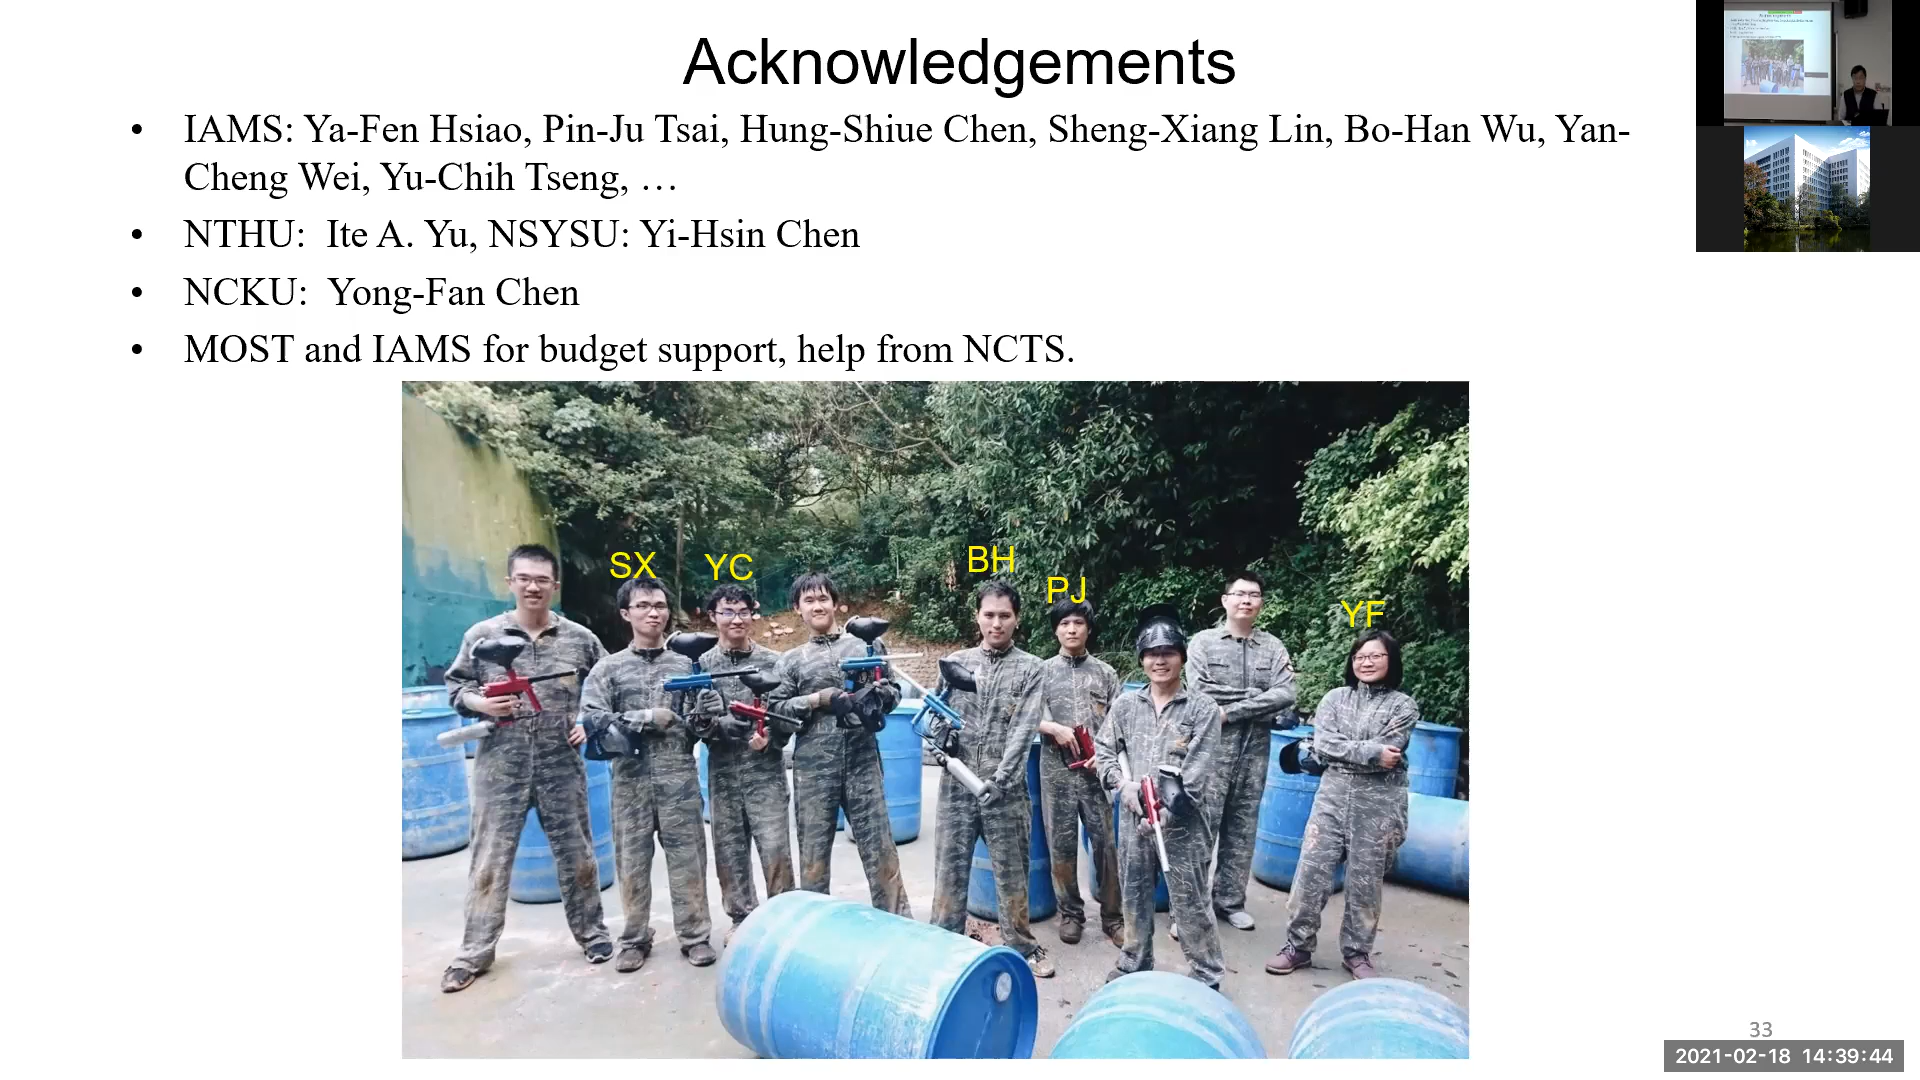 Acknowledgements
• IAMS: Ya-Fen Hsiao, Pin-Ju Tsai, Hung-Shiue Chen, Sheng-Xiang Lin, Bo-Han Wu, Yan-
Cheng Wei, Yu-Chih Tseng, …
• NTHU: Ite A. Yu, NSYSU: Yi-Hsin Chen
• NCKU: Yong-Fan Chen
• MOST and IAMS for budget support, help from NCTS.
SX YC BH PJ YF
33
2021-02-18 14:39:44